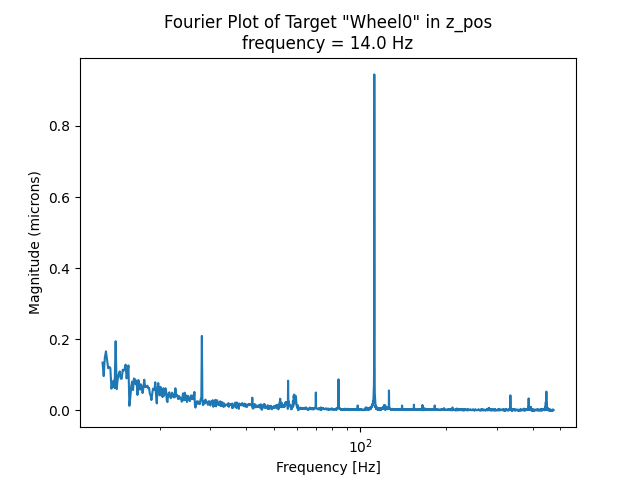 Fourier Plot of Target "Wheel0" in z_pos
frequency = 14.0 Hz
Magnitude (microns)
0.8
0.6
0.4
0.2
0.0
10²
Frequency [Hz]